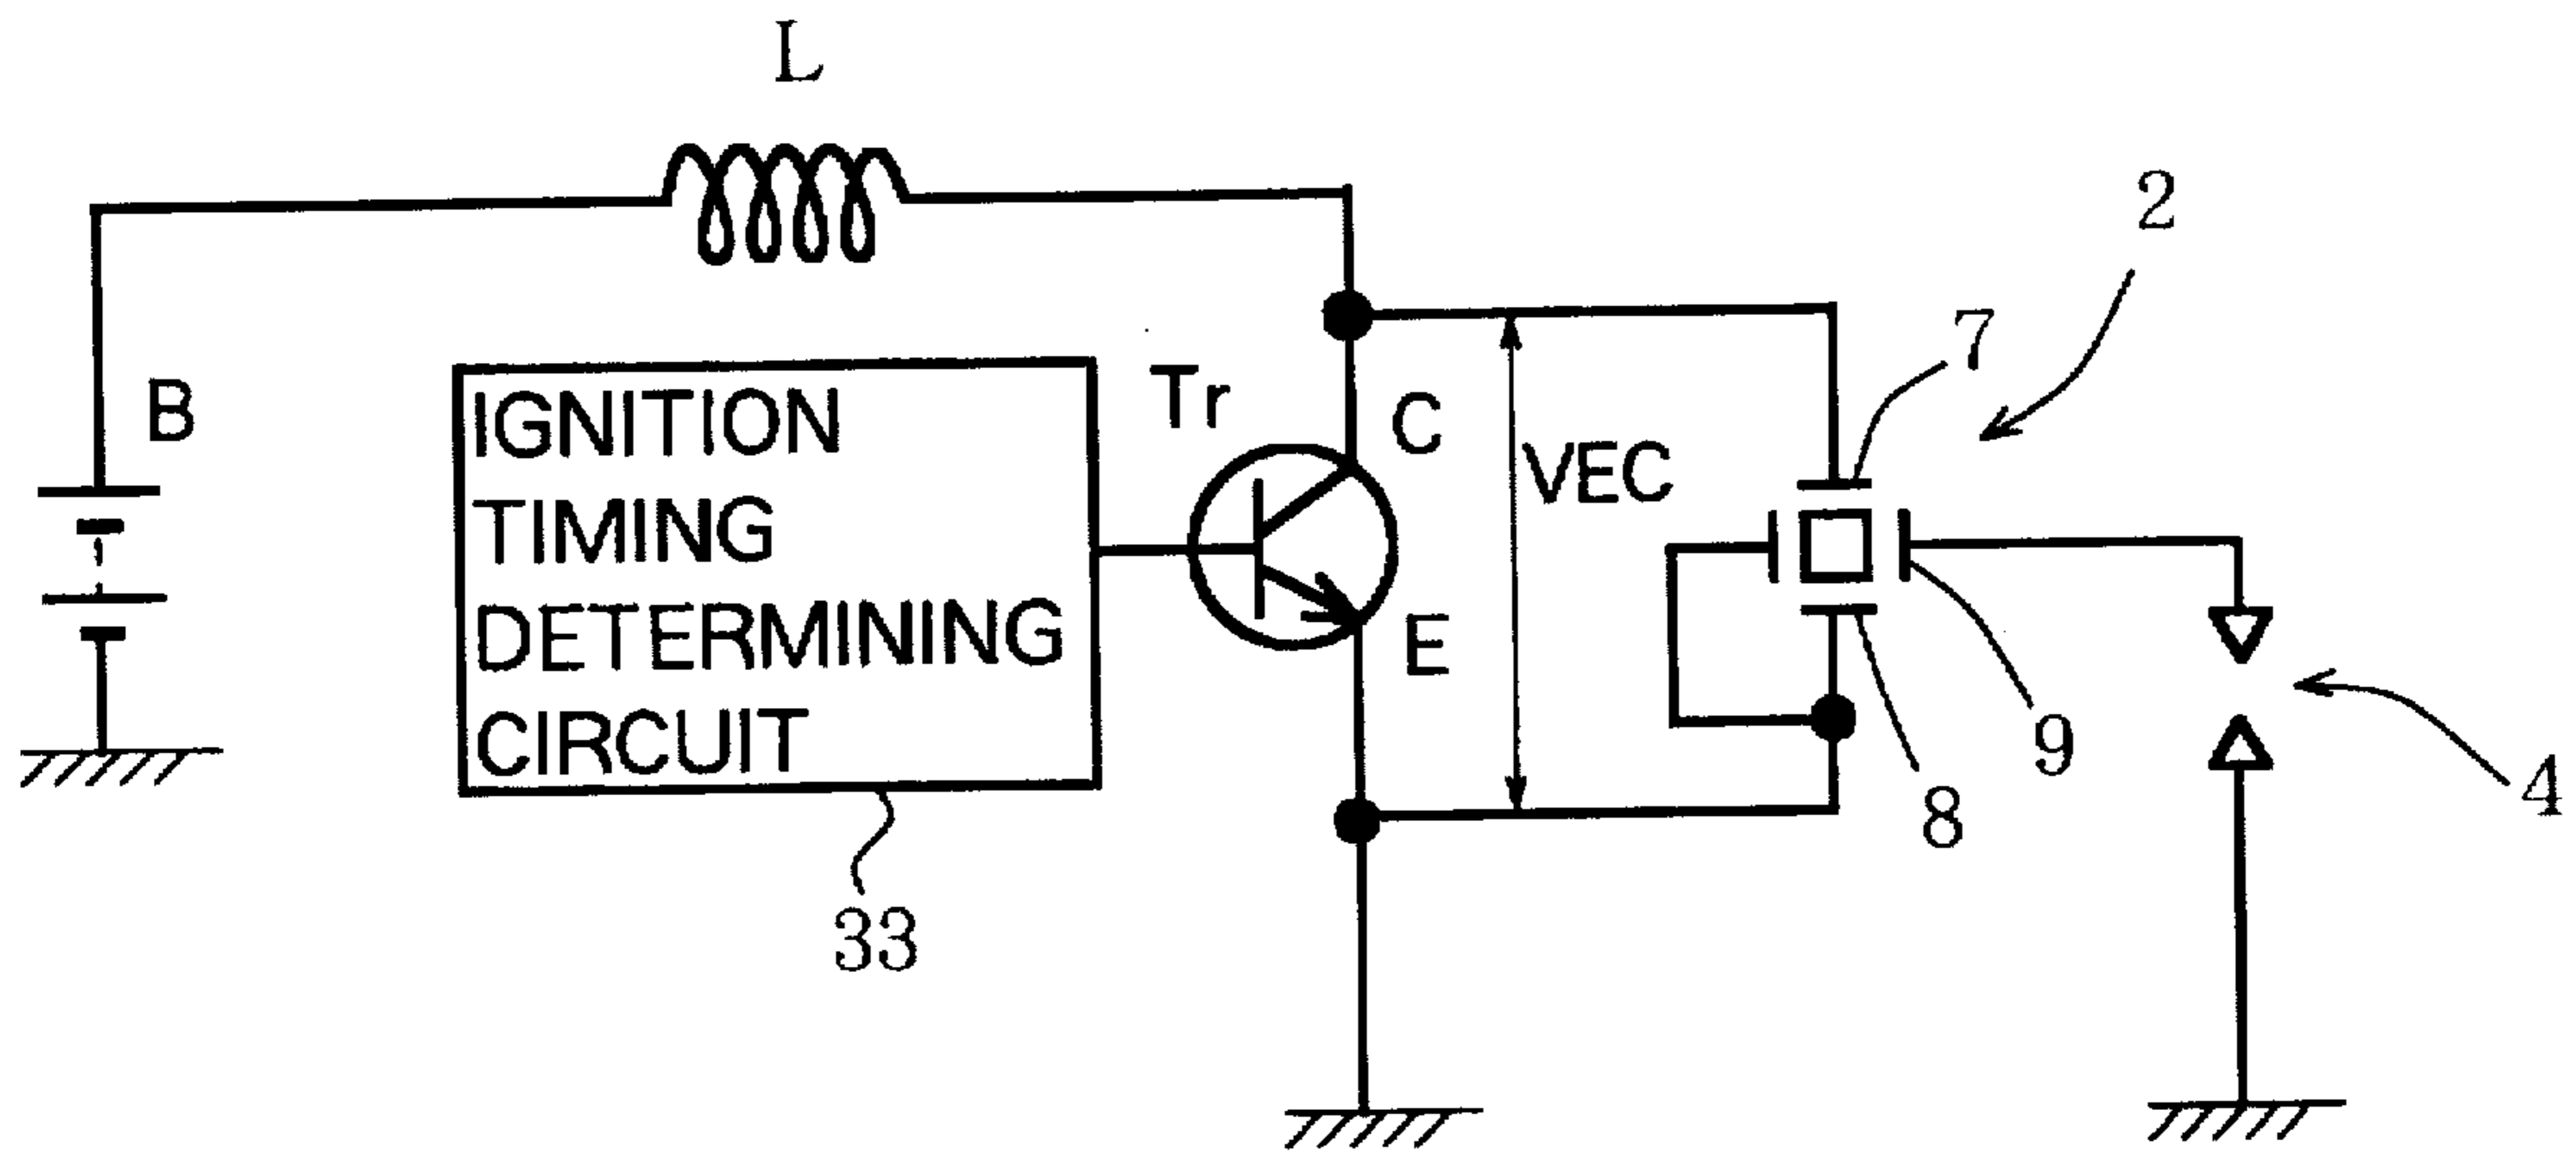 L
2
7
B
IGNITION
TIMING
DETERMINING
CIRCUIT
Tr
C
VEC
E
9
4
8
33